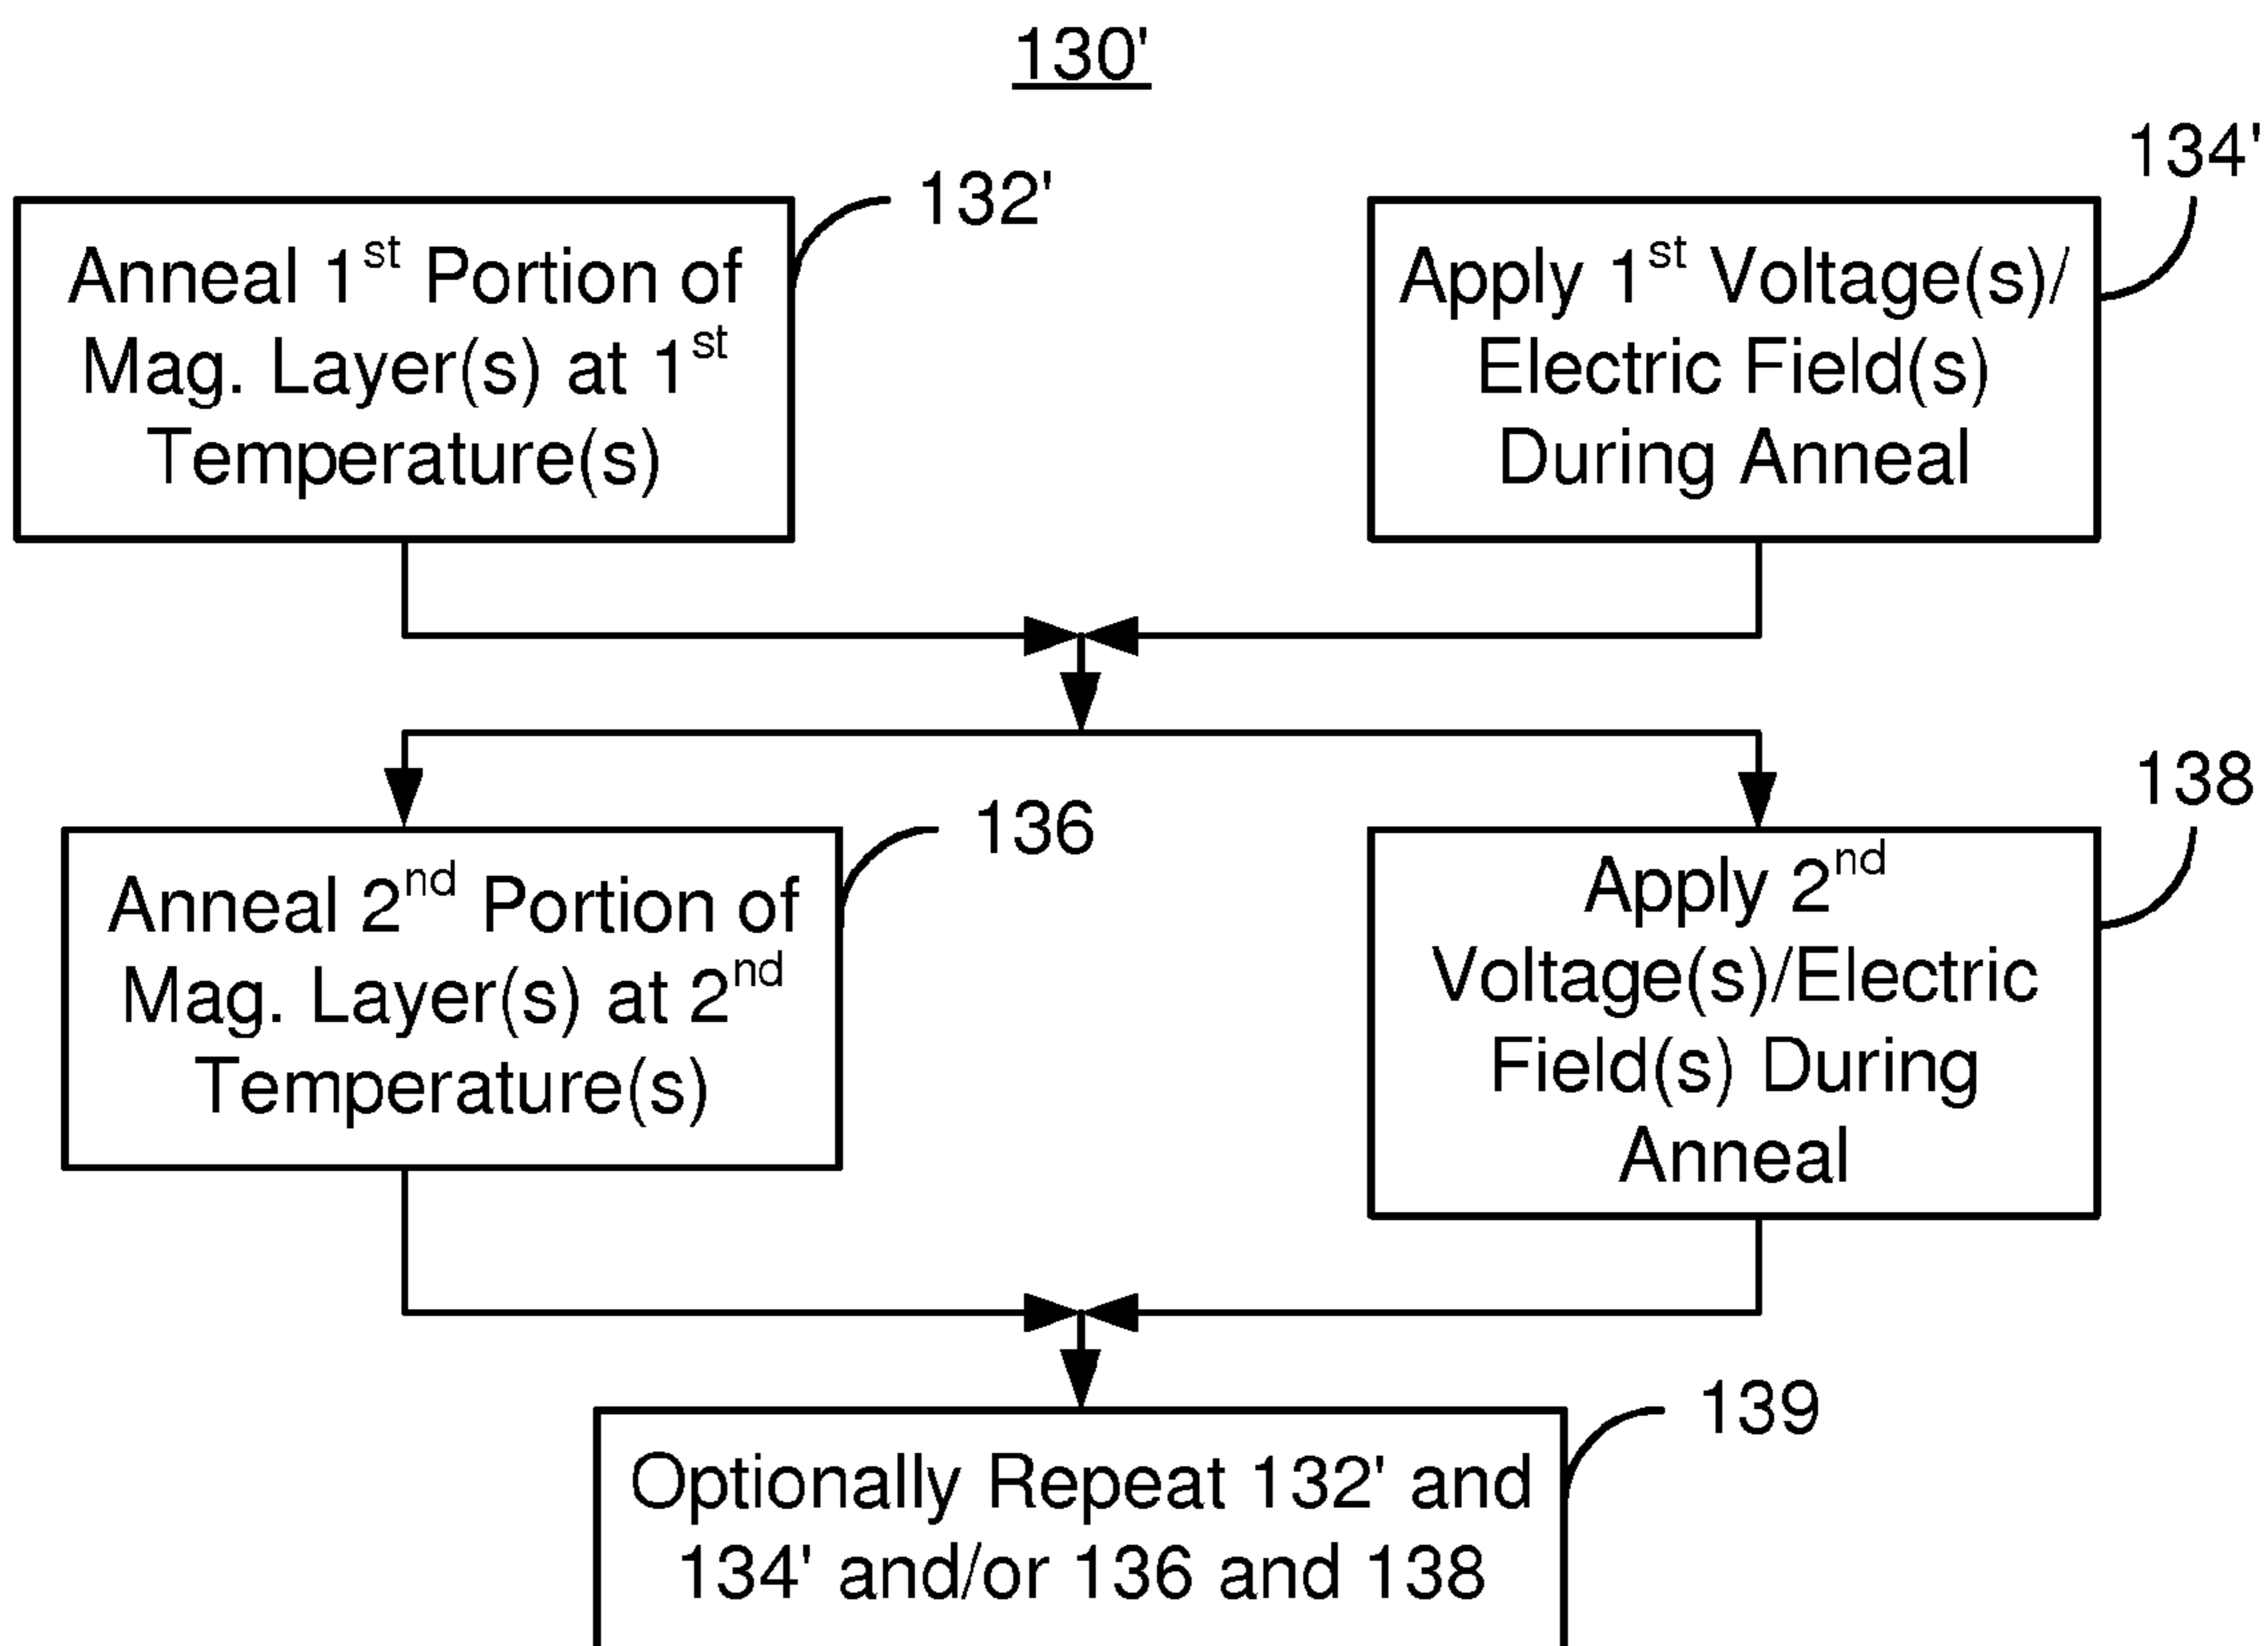 130'
132'
134'
Anneal 1st Portion of
Mag. Layer(s) at 1st
Temperature(s)
Apply 1st Voltage(s)/
Electric Field(s)
During Anneal
136
138
Anneal 2nd Portion of
Mag. Layer(s) at 2nd
Temperature(s)
Apply 2nd
Voltage(s)/Electric
Field(s) During
Anneal
139
Optionally Repeat 132' and
134' and/or 136 and 138